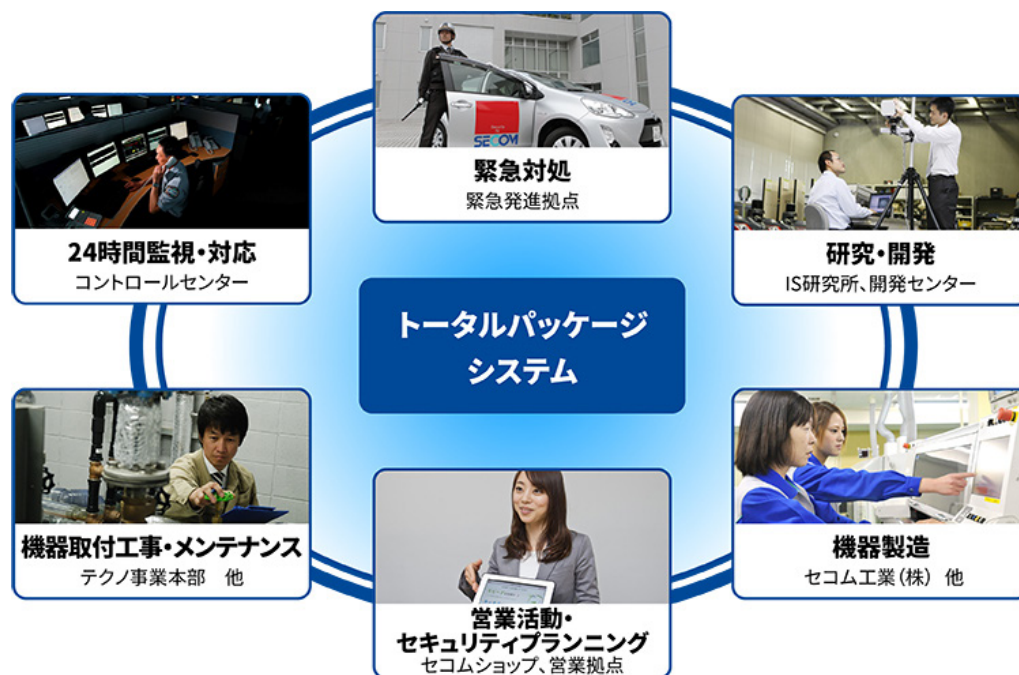 SECOM
緊急対処
緊急発進拠点
24時間監視・対応
コントロールセンター
研究・開発
IS研究所、開発センター
トータルパッケージ
システム
機器取付工事・メンテナンス
テクノ事業本部　他
機器製造
セコム工業(株)　他
営業活動・
セキュリティプランニング
セコムショップ、営業拠点